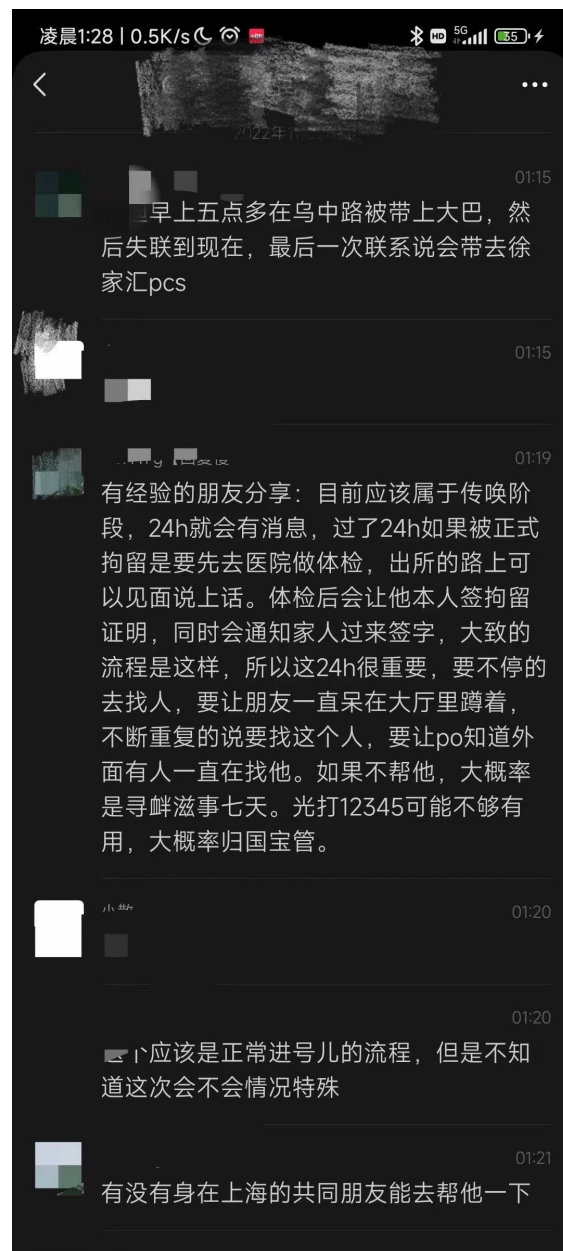 凌晨1:28 | 0.5K/s
HD 5G 35
2022年
01:15
早上五点多在乌中路被带上大巴，然
后失联到现在，最后一次联系说会带去徐
家汇pcs
01:15
01:19
有经验的朋友分享：目前应该属于传唤阶
段，24h就会有消息，过了24h如果被正式
拘留是要先去医院做体检，出所的路上可
以见面说上话。体检后会让他本人签拘留
证明，同时会通知家人过来签字，大致的
流程是这样，所以这24h很重要，要不停的
去找人，要让朋友一直呆在大厅里蹲着，
不断重复的说要找这个人，要让po知道外
面有人一直在找他。如果不帮他，大概率
是寻衅滋事七天。光打12345可能不够有
用，大概率归国宝管。
01:20
01:20
应该是正常进号儿的流程，但是不知
道这次会不会情况特殊
01:21
有没有身在上海的共同朋友能去帮他一下